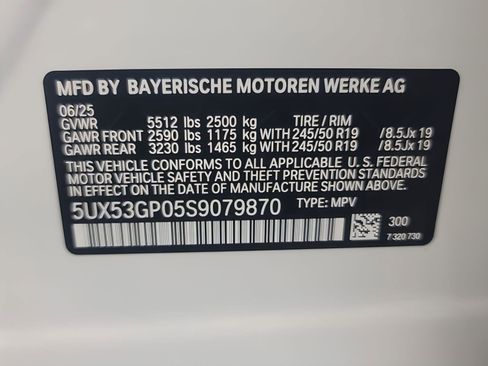 MFD BY BAYERISCHE MOTOREN WERKE AG
06/25
GVWR 5512 lbs 2500 kg TIRE / RIM
GAWR FRONT 2590 lbs 1175 kg WITH 245/50 R19 /8.5Jx 19
GAWR REAR 3230 lbs 1465 kg WITH 245/50 R19 /8.5Jx 19
THIS VEHICLE CONFORMS TO ALL APPLICABLE U. S. FEDERAL
MOTOR VEHICLE SAFETY AND THEFT PREVENTION STANDARDS
IN EFFECT ON THE DATE OF MANUFACTURE SHOWN ABOVE.
5UX53GP05S9079870 TYPE: MPV
300
7 320 730